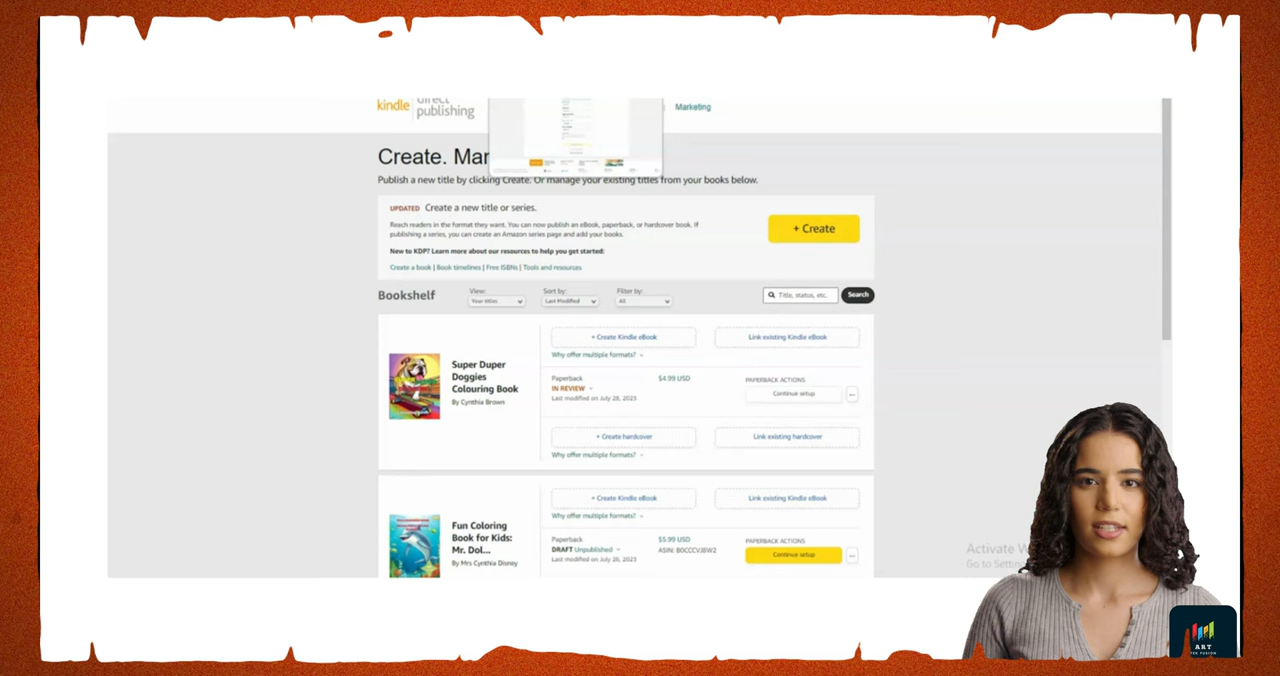 kindle
direct
publishing
Marketing
Create. Mar
Publish a new title by clicking Create. Or manage your existing titles from your books below.
UPDATED Create a new title or series.
Reach readers in the format they want. You can now publish an eBook, paperback, or hardcover book. If
publishing a series, you can create an Amazon series page and add your books.
+ Create
New to KDP? Learn more about our resources to help you get started:
Create a book | Book timelines | Free ISBNs | Tools and resources
Bookshelf
View:
Your titles
Sort by:
Last Modified
Filter by:
All
Title, status, etc.
Search
Super Duper
Doggies
Colouring Book
By Cynthia Brown
+ Create Kindle eBook
Link existing Kindle eBook
Why offer multiple formats?
Paperback
$4.99 USD
IN REVIEW
Last modified on July 28, 2023
PAPERBACK ACTIONS
Continue setup
...
+ Create hardcover
Link existing hardcover
Why offer multiple formats?
Fun Coloring
Book for Kids:
Mr. Dol...
By Mrs Cynthia Disney
+ Create Kindle eBook
Link existing Kindle eBook
Why offer multiple formats?
Paperback
$5.99 USD
DRAFT Unpublished
Last modified on July 28, 2023
PAPERBACK ACTIONS
Continue setup
...
Activate W
Go to Settin
ART